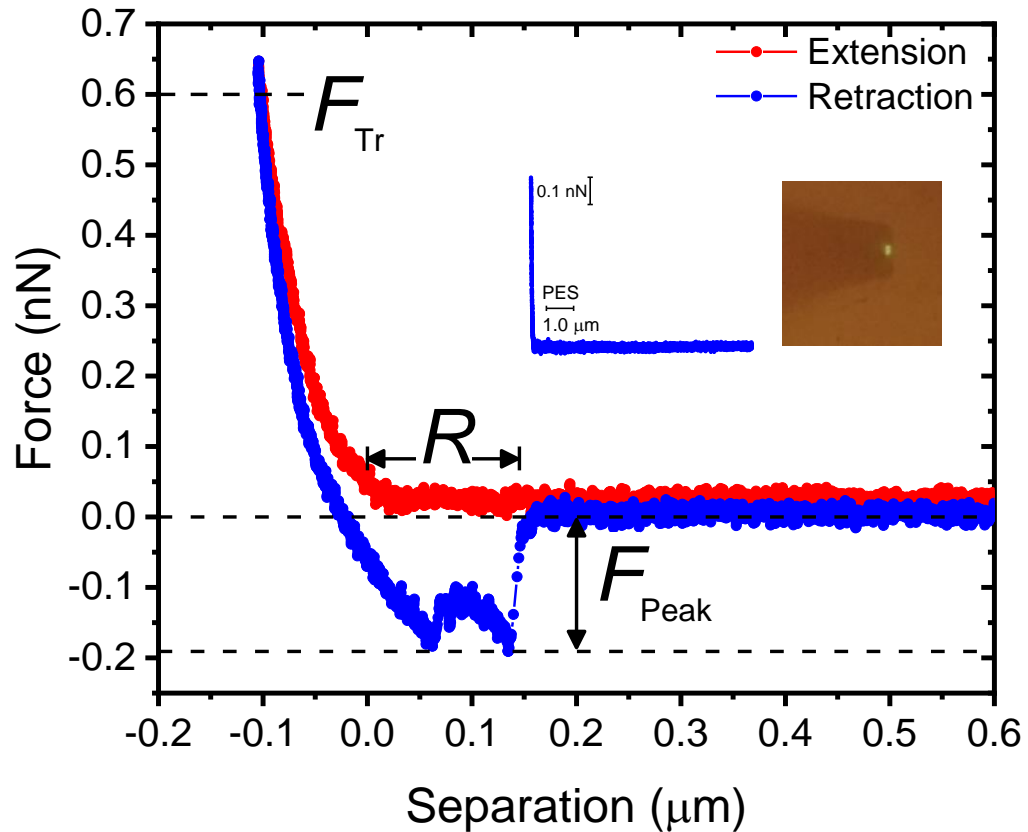 Extension
Retraction
F Tr
0.1 nN
PES
1.0 μm
R
F Peak
0.7
0.6
0.5
0.4
0.3
0.2
0.1
0.0
-0.1
-0.2
Force (nN)
-0.2 -0.1 0.0 0.1 0.2 0.3 0.4 0.5 0.6
Separation (μm)